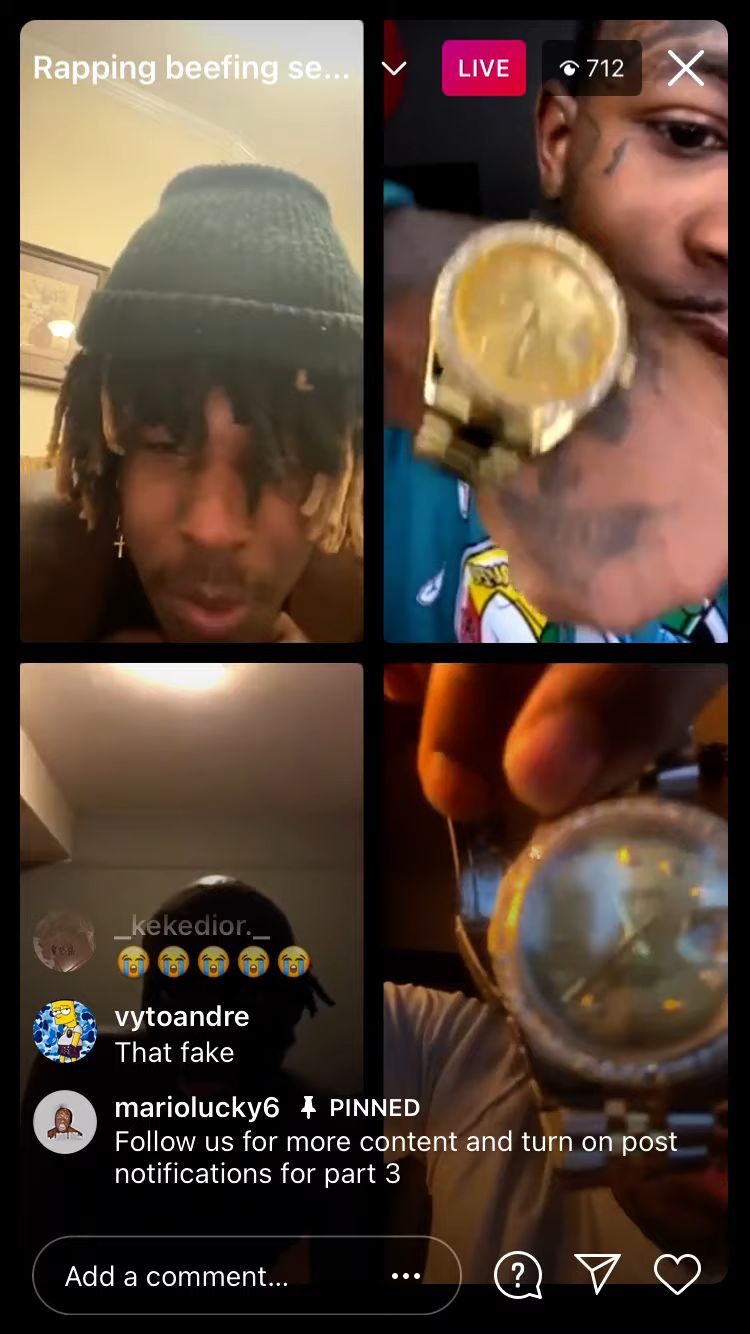 Rapping beefing se...
LIVE
712
_kekedior._
😭😭😭😭😭
vytoandre
That fake
mariolucky6 PINNED
Follow us for more content and turn on post
notifications for part 3
Add a comment...